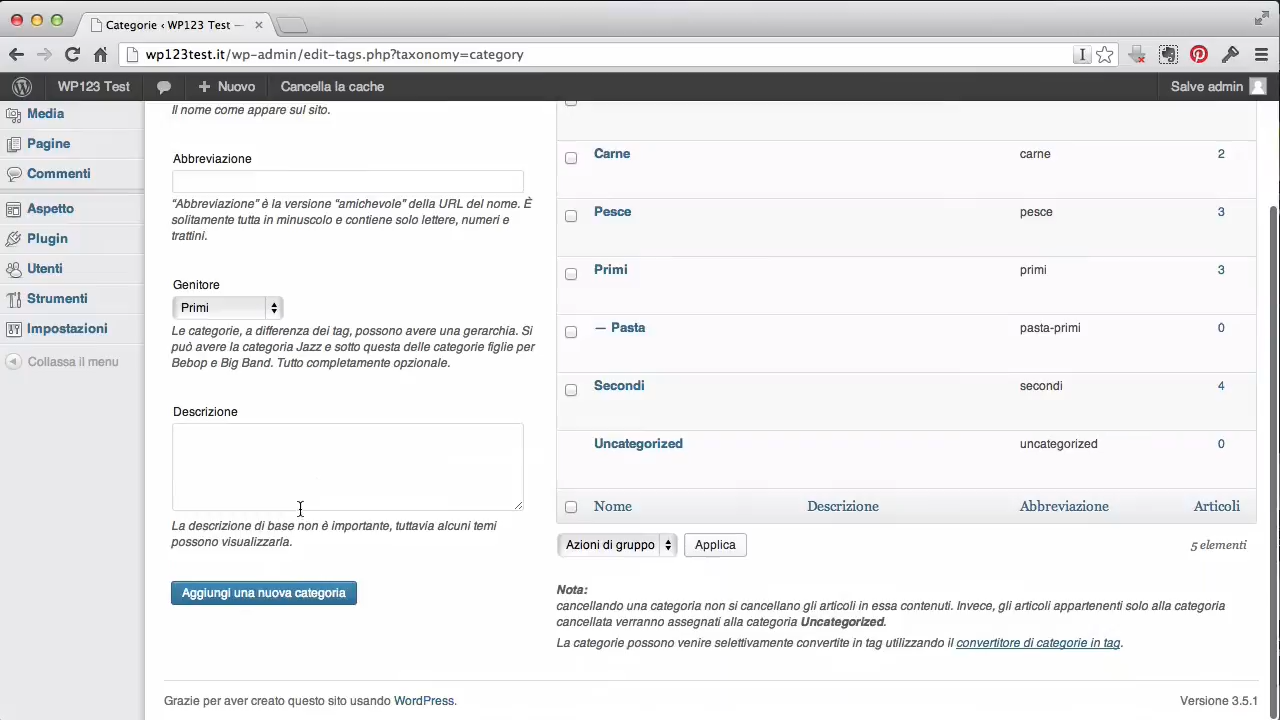 Categorie ‹ WP123 Test —
wp123test.it/wp-admin/edit-tags.php?taxonomy=category
WP123 Test
Nuovo
Cancella la cache
Salve admin
Media
Pagine
Commenti
Aspetto
Plugin
Utenti
Strumenti
Impostazioni
Collassa il menu
Il nome come appare sul sito.
Abbreviazione
“Abbreviazione” è la versione “amichevole” della URL del nome. È
solitamente tutta in minuscolo e contiene solo lettere, numeri e
trattini.
Genitore
Primi
Le categorie, a differenza dei tag, possono avere una gerarchia. Si
può avere la categoria Jazz e sotto questa delle categorie figlie per
Bebop e Big Band. Tutto completamente opzionale.
Descrizione
La descrizione di base non è importante, tuttavia alcuni temi
possono visualizzarla.
Aggiungi una nuova categoria
Carne carne 2
Pesce pesce 3
Primi primi 3
— Pasta pasta-primi 0
Secondi secondi 4
Uncategorized uncategorized 0
Nome Descrizione Abbreviazione Articoli
Azioni di gruppo Applica 5 elementi
Nota:
cancellando una categoria non si cancellano gli articoli in essa contenuti. Invece, gli articoli appartenenti solo alla categoria
cancellata verranno assegnati alla categoria Uncategorized.
La categorie possono venire selettivamente convertite in tag utilizzando il convertitore di categorie in tag.
Grazie per aver creato questo sito usando WordPress.
Versione 3.5.1